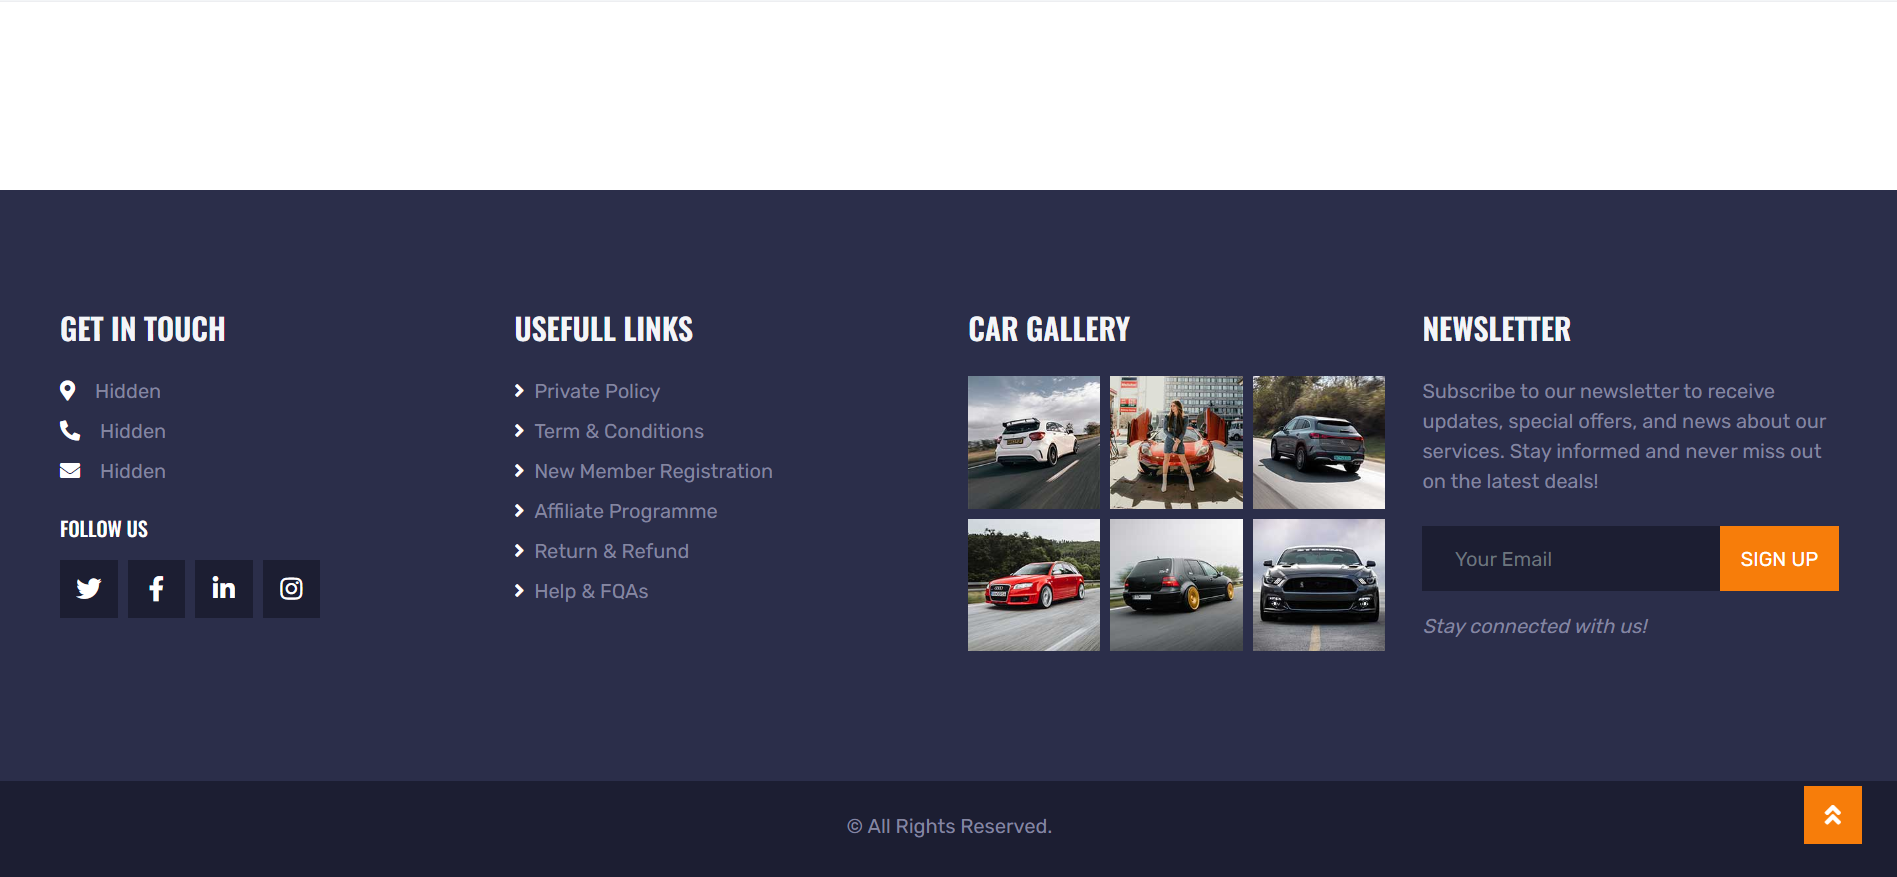 GET IN TOUCH
Hidden
Hidden
Hidden
FOLLOW US
USEFULL LINKS
Private Policy
Term & Conditions
New Member Registration
Affiliate Programme
Return & Refund
Help & FQAs
CAR GALLERY
NEWSLETTER
Subscribe to our newsletter to receive
updates, special offers, and news about our
services. Stay informed and never miss out
on the latest deals!
Your Email
SIGN UP
Stay connected with us!
© All Rights Reserved.